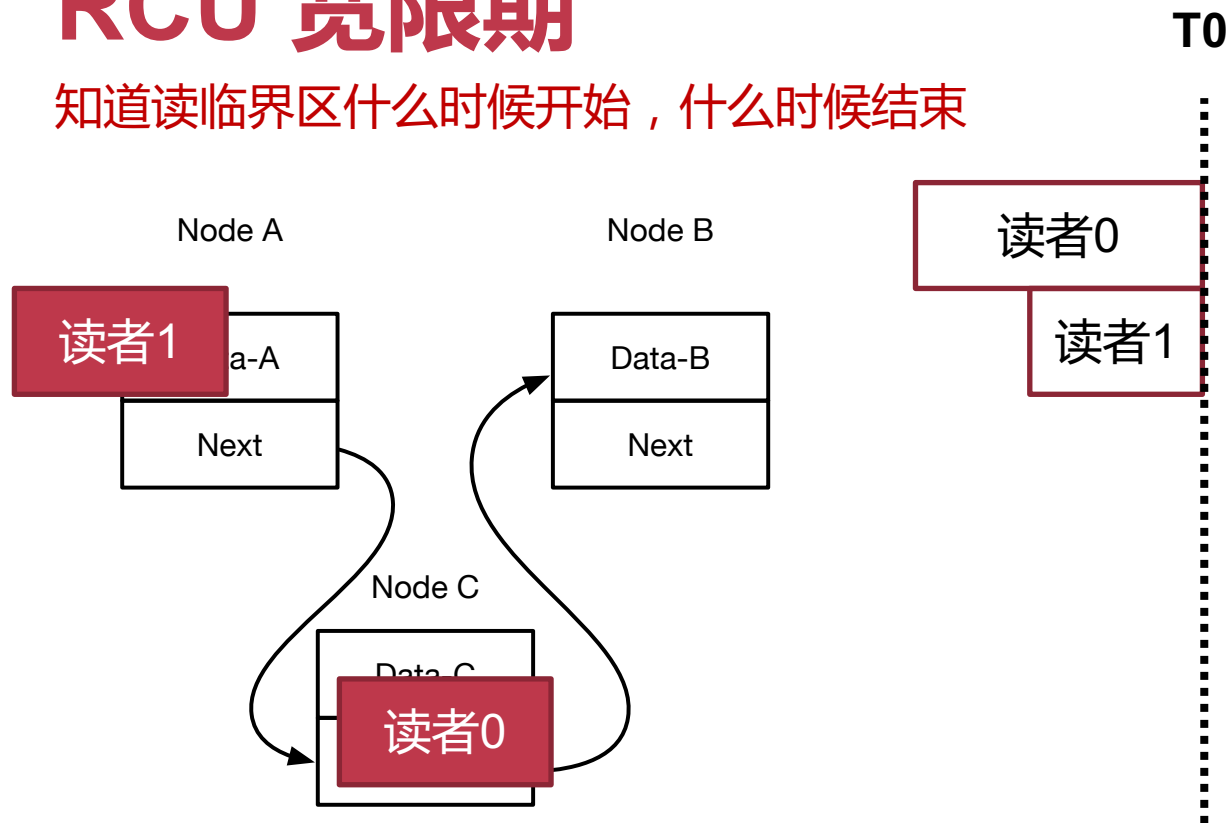 RCU 宽限期
T0
知道读临界区什么时候开始，什么时候结束
Node A
Node B
读者0
读者1
a-A
Data-B
读者1
Next
Next
Node C
Data-C
读者0